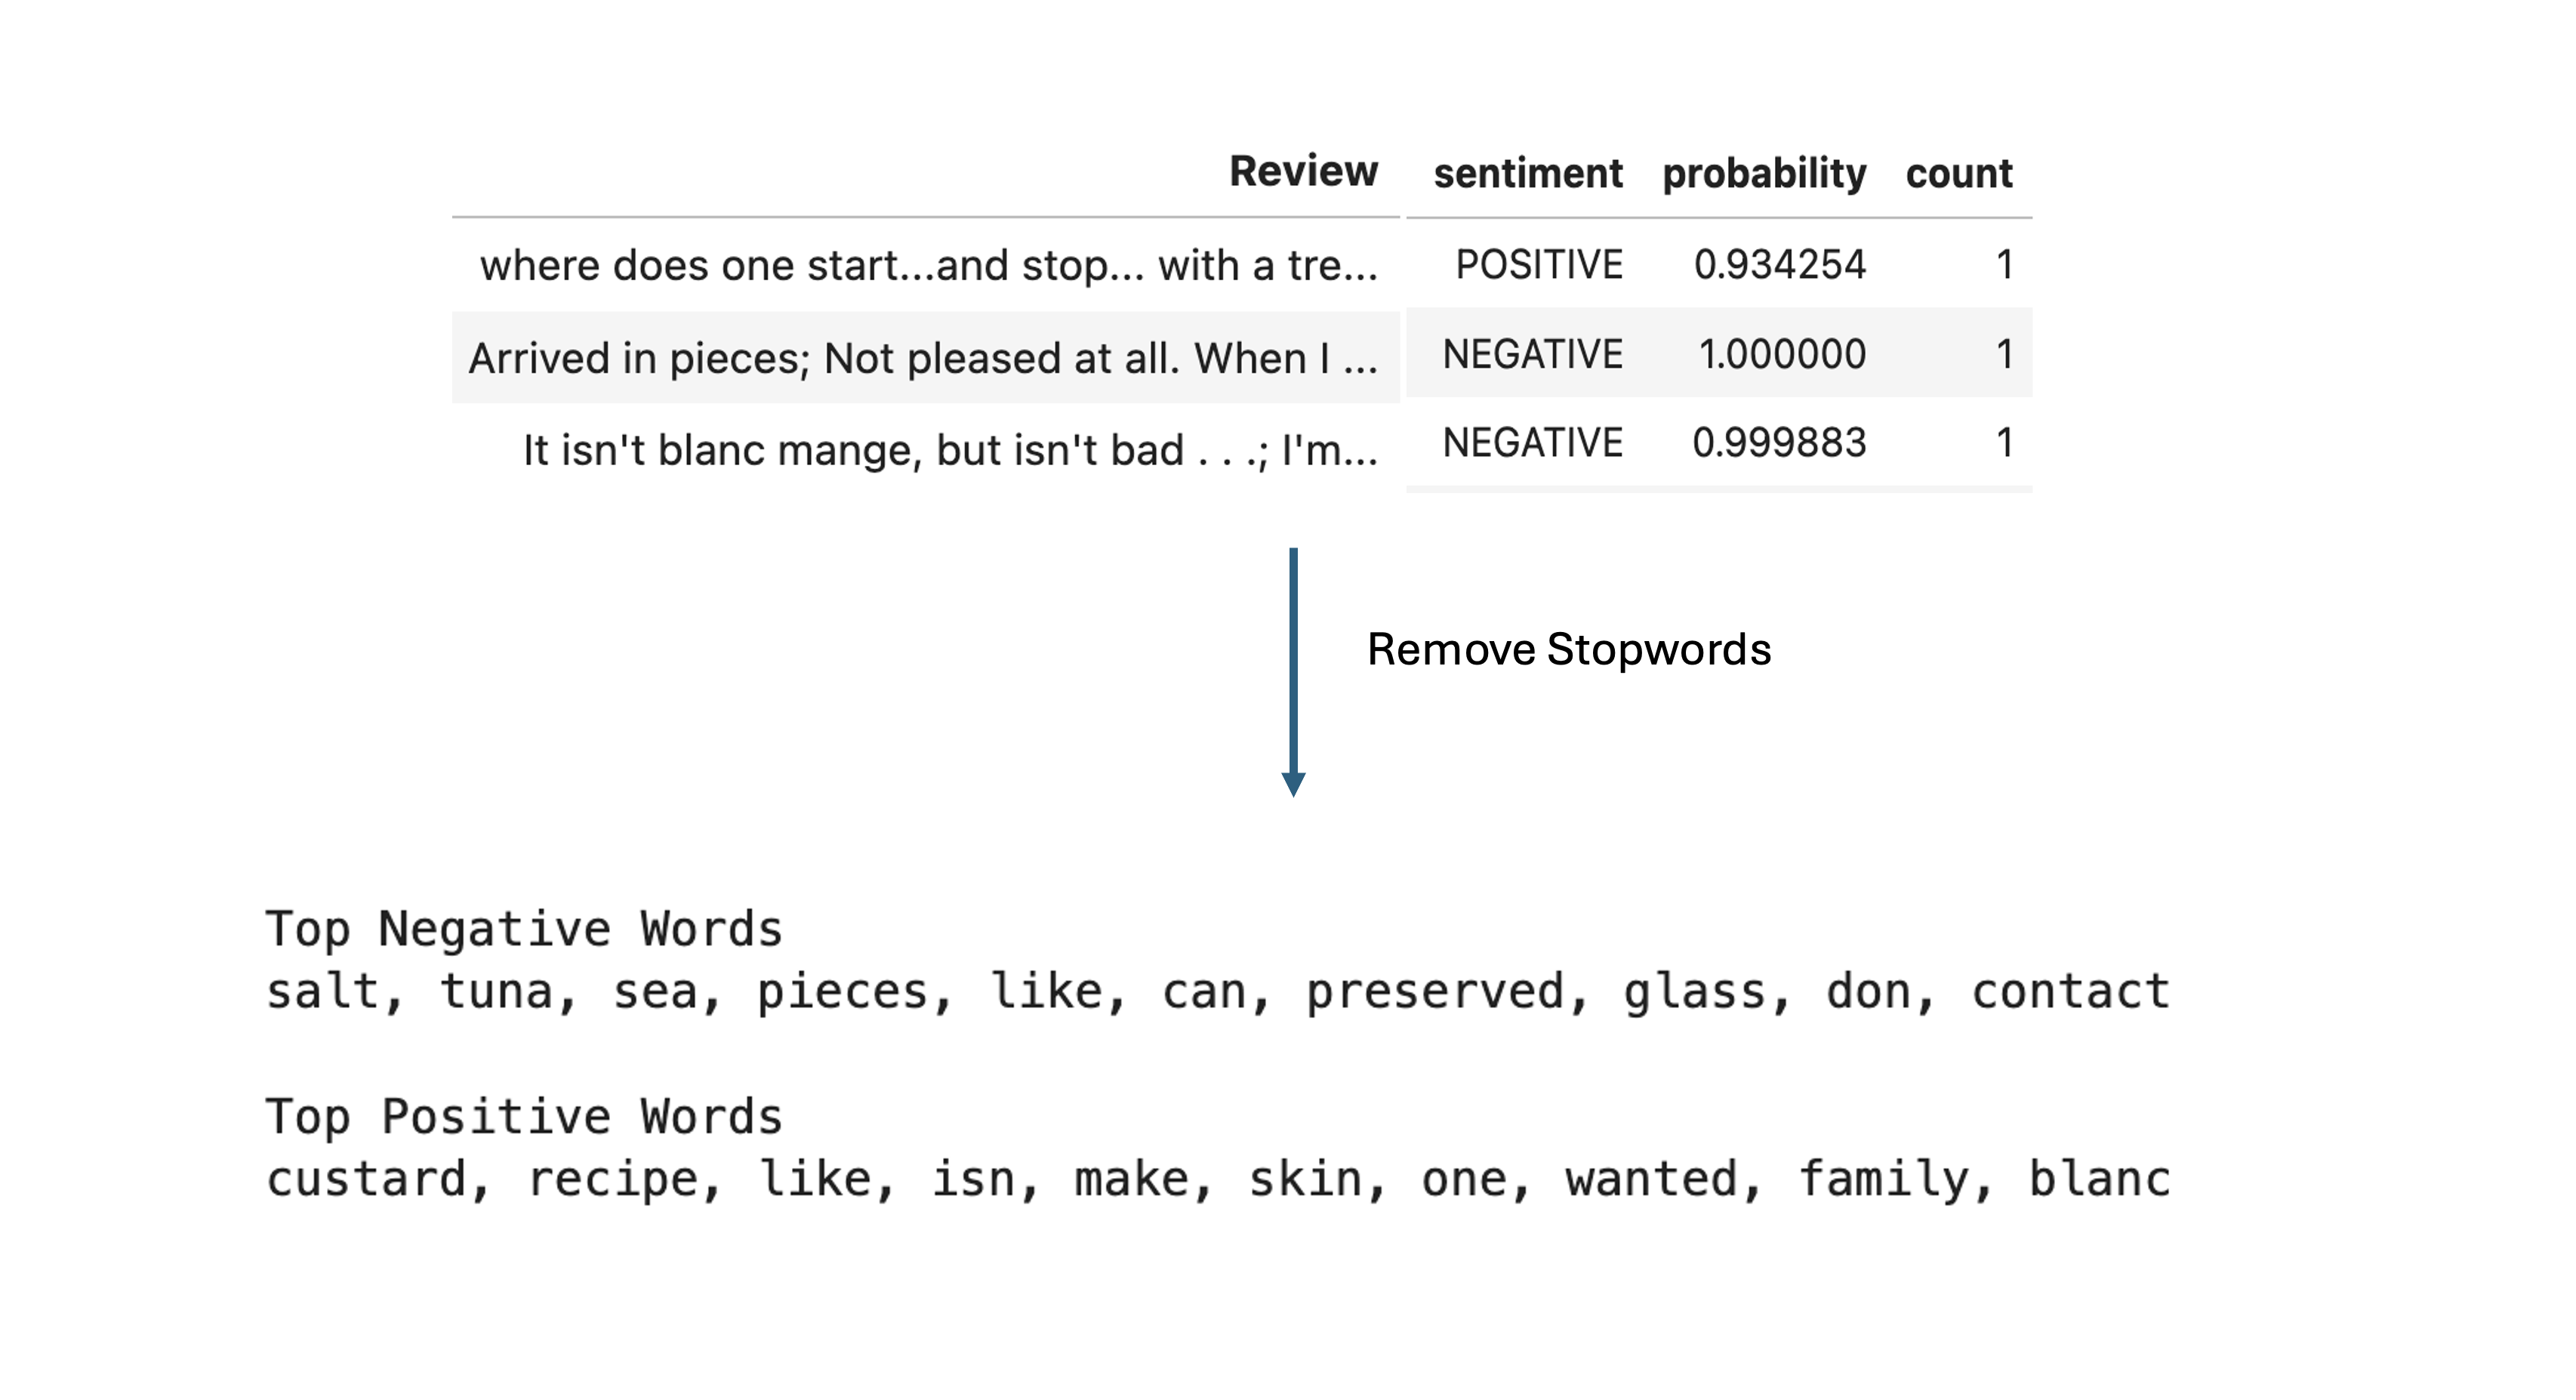 Review sentiment probability count
where does one start...and stop... with a tre... POSITIVE 0.934254 1
Arrived in pieces; Not pleased at all. When I ... NEGATIVE 1.000000 1
It isn't blanc mange, but isn't bad . . .; I'm... NEGATIVE 0.999883 1
Remove Stopwords
Top Negative Words
salt, tuna, sea, pieces, like, can, preserved, glass, don, contact
Top Positive Words
custard, recipe, like, isn, make, skin, one, wanted, family, blanc